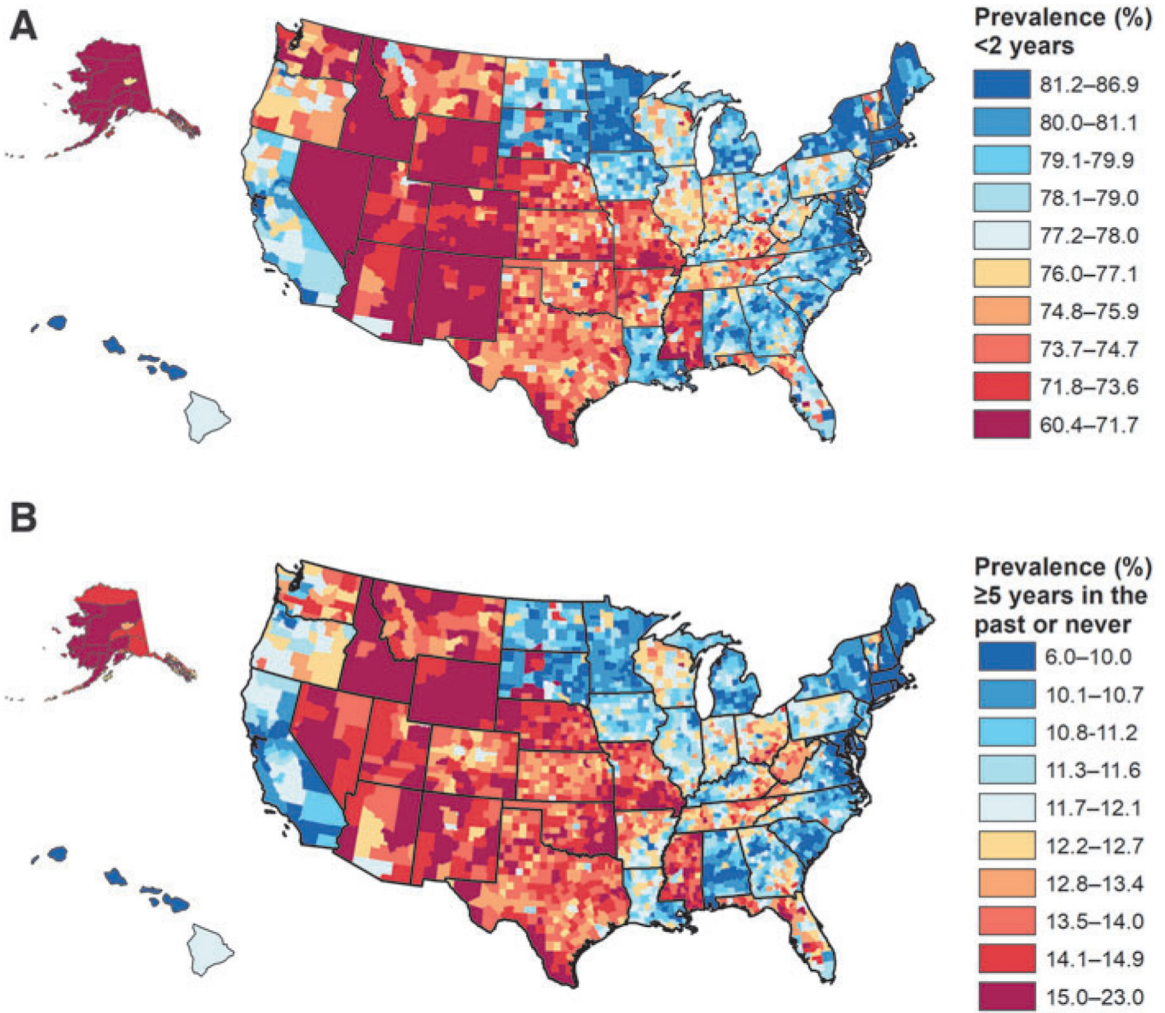 A
Prevalence (%)
<2 years
81.2–86.9
80.0–81.1
79.1-79.9
78.1–79.0
77.2–78.0
76.0–77.1
74.8–75.9
73.7–74.7
71.8–73.6
60.4–71.7
B
Prevalence (%)
≥5 years in the
past or never
6.0–10.0
10.1–10.7
10.8–11.2
11.3–11.6
11.7–12.1
12.2–12.7
12.8–13.4
13.5–14.0
14.1–14.9
15.0–23.0